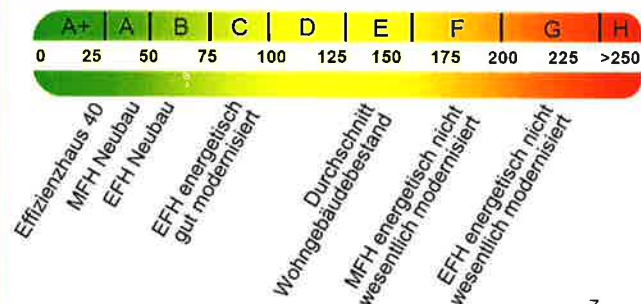 A+ A B C D E F G H
0 25 50 75 100 125 150 175 200 225 >250
Effizienzhaus 40
MFH Neubau
EFH Neubau
EFH energetisch
gut modernisiert
Durchschnitt
Wohngebäudebestand
MFH energetisch nicht
wesentlich modernisiert
EFH energetisch nicht
wesentlich modernisiert
7